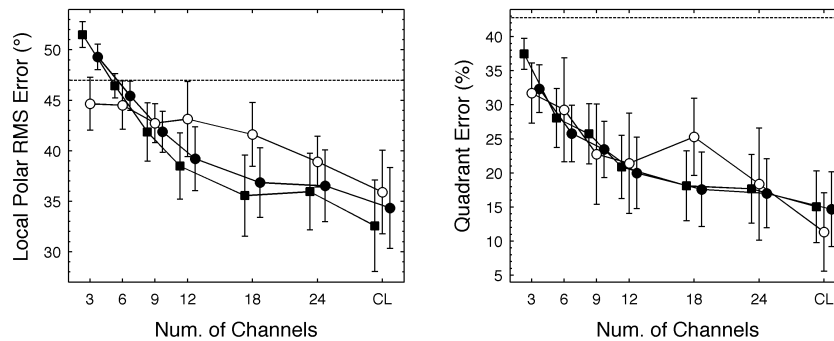 Local Polar RMS Error (°)
50
45
40
35
30
3 6 9 12 18 24 CL
Num. of Channels
Quadrant Error (%)
40
35
30
25
20
15
10
5
3 6 9 12 18 24 CL
Num. of Channels